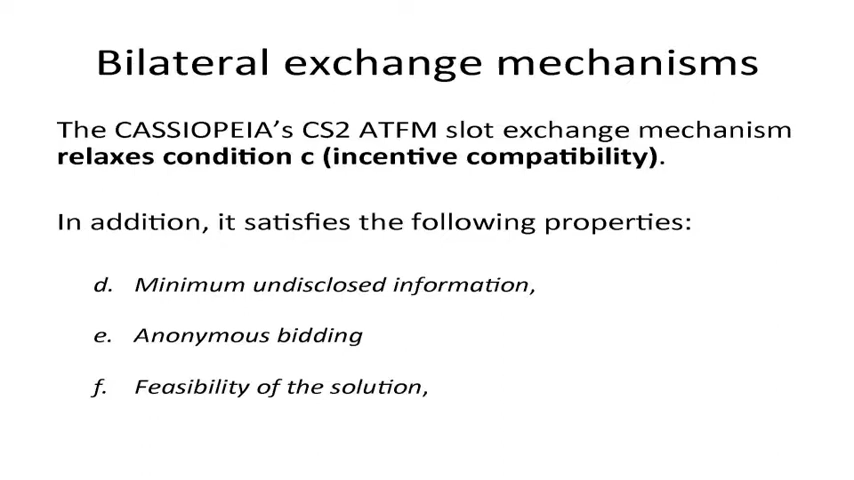 Bilateral exchange mechanisms
The CASSIOPEIA's CS2 ATFM slot exchange mechanism
relaxes condition c (incentive compatibility).
In addition, it satisfies the following properties:
d. Minimum undisclosed information,
e. Anonymous bidding
f. Feasibility of the solution,